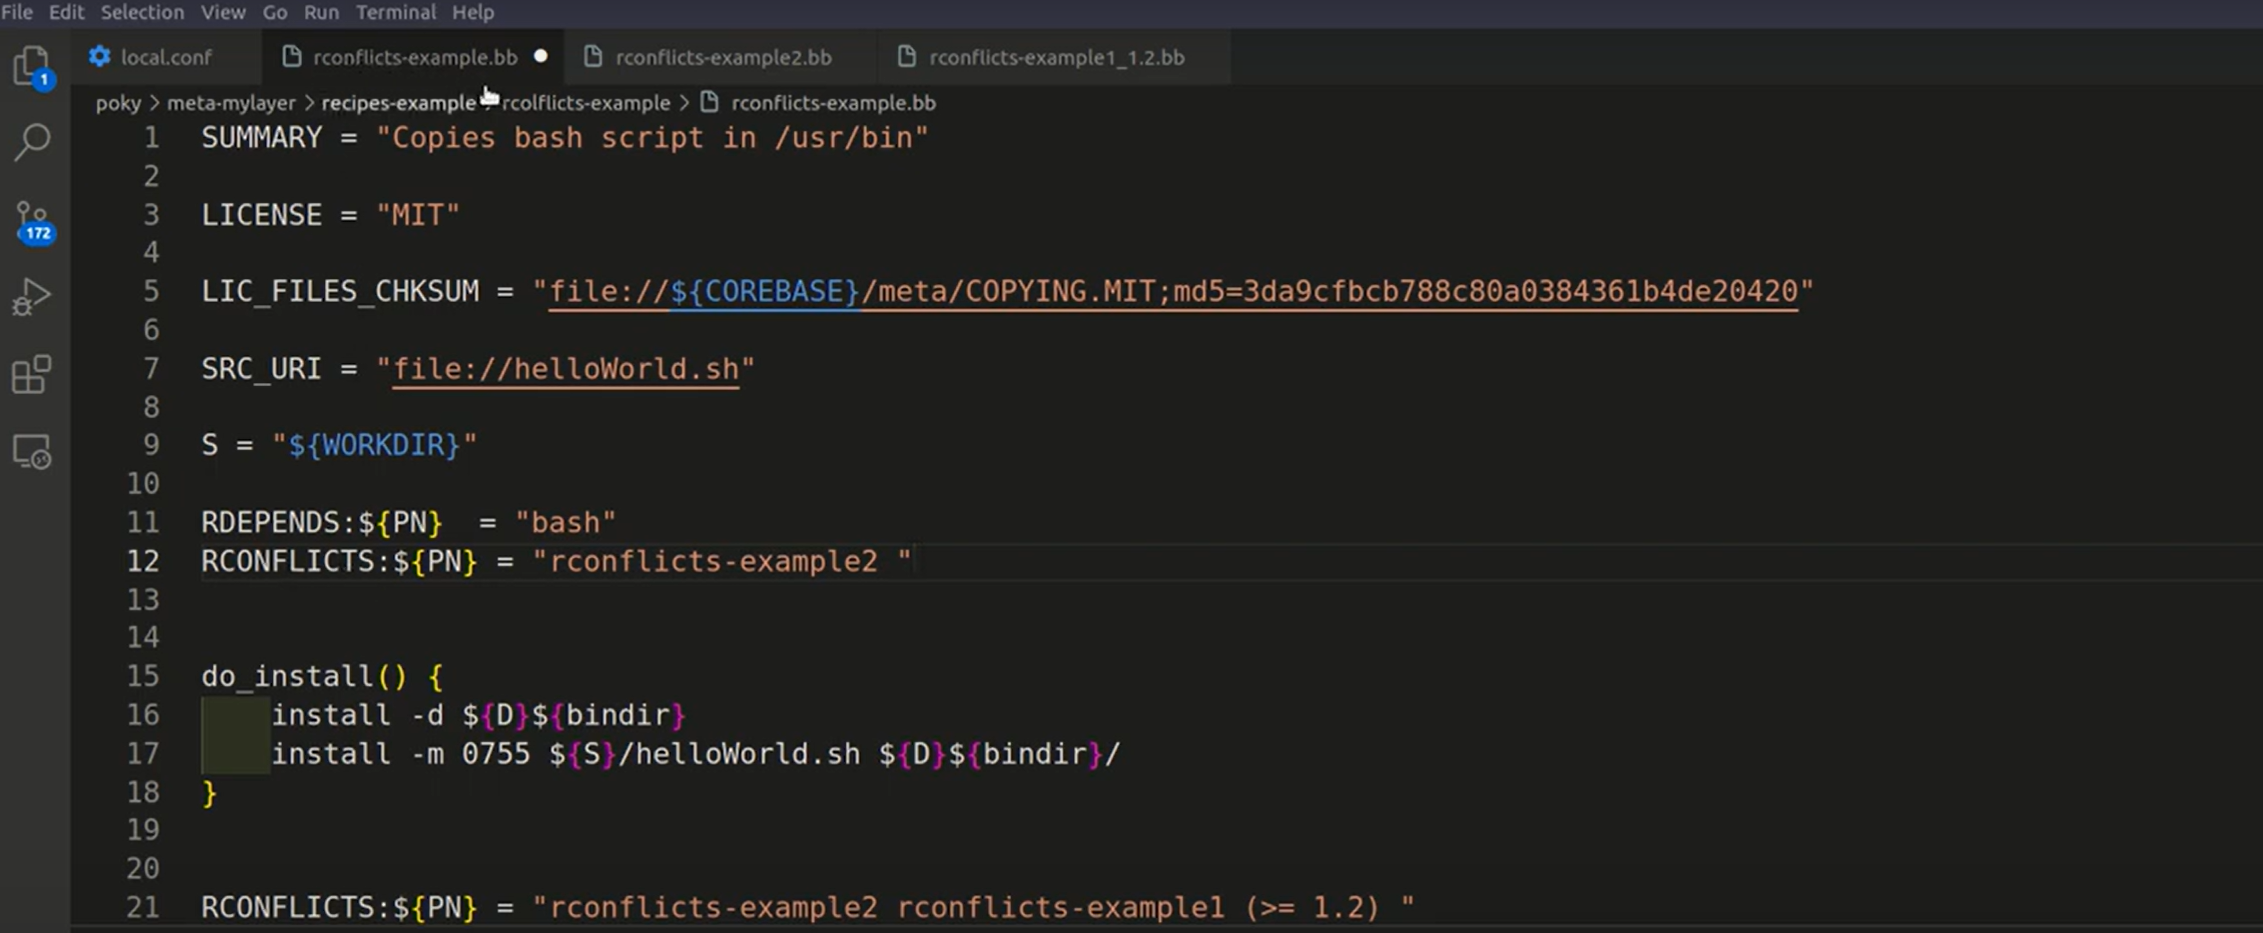 File Edit Selection View Go Run Terminal Help
local.conf rconflicts-example.bb rconflicts-example2.bb rconflicts-example1_1.2.bb
1
poky > meta-mylayer > recipes-example > rcolflicts-example > rconflicts-example.bb
1 SUMMARY = "Copies bash script in /usr/bin"
2
3 LICENSE = "MIT"
172
4
5 LIC_FILES_CHKSUM = "file://${COREBASE}/meta/COPYING.MIT;md5=3da9cfbcb788c80a0384361b4de20420"
6
7 SRC_URI = "file://helloWorld.sh"
8
9 S = "${WORKDIR}"
10
11 RDEPENDS:${PN}  = "bash"
12 RCONFLICTS:${PN} = "rconflicts-example2 "
13
14
15 do_install() {
16     install -d ${D}${bindir}
17     install -m 0755 ${S}/helloWorld.sh ${D}${bindir}/
18 }
19
20
21 RCONFLICTS:${PN} = "rconflicts-example2 rconflicts-example1 (>= 1.2) "